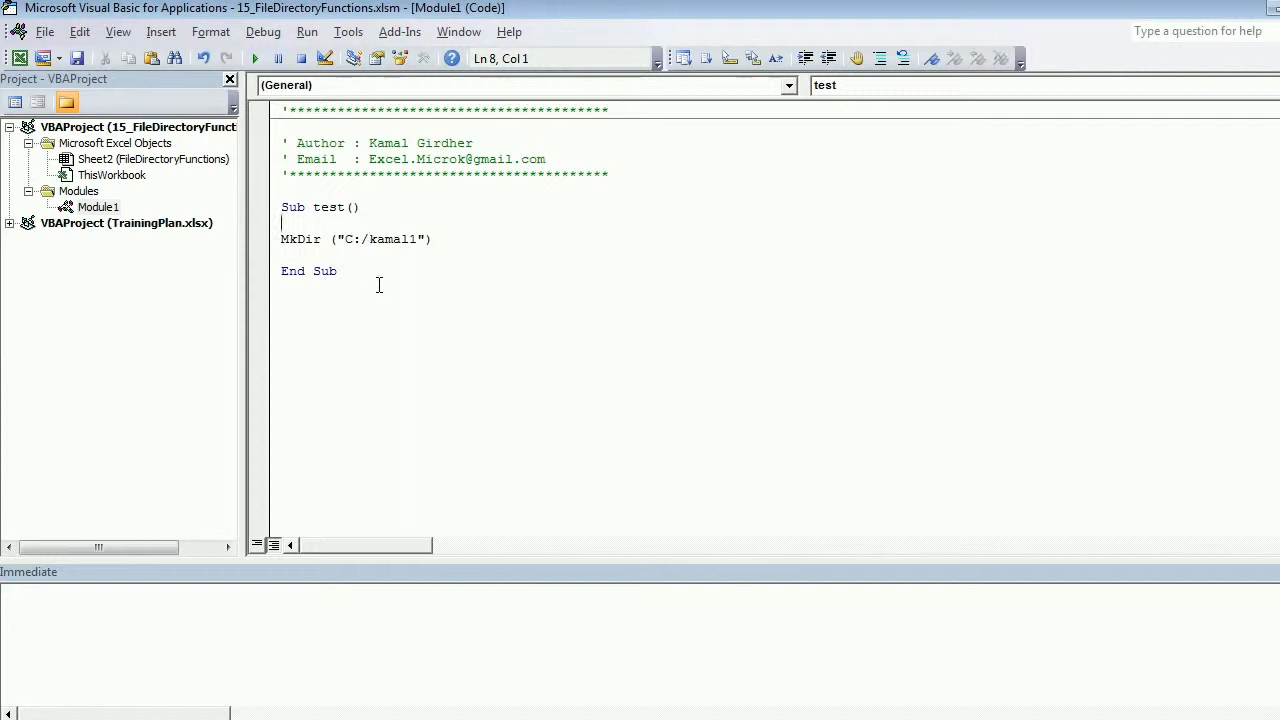 Microsoft Visual Basic for Applications - 15_FileDirectoryFunctions.xlsm - [Module1 (Code)]
File Edit View Insert Format Debug Run Tools Add-Ins Window Help
Type a question for help
Ln 8, Col 1
Project - VBAProject
(General)
test
VBAProject (15_FileDirectoryFuncti
Microsoft Excel Objects
Sheet2 (FileDirectoryFunctions)
ThisWorkbook
Modules
Module1
VBAProject (TrainingPlan.xlsx)
'****************************************
' Author : Kamal Girdher
' Email : Excel.Microk@gmail.com
'****************************************
Sub test()
MkDir ("C:/kamal1")
End Sub
Immediate